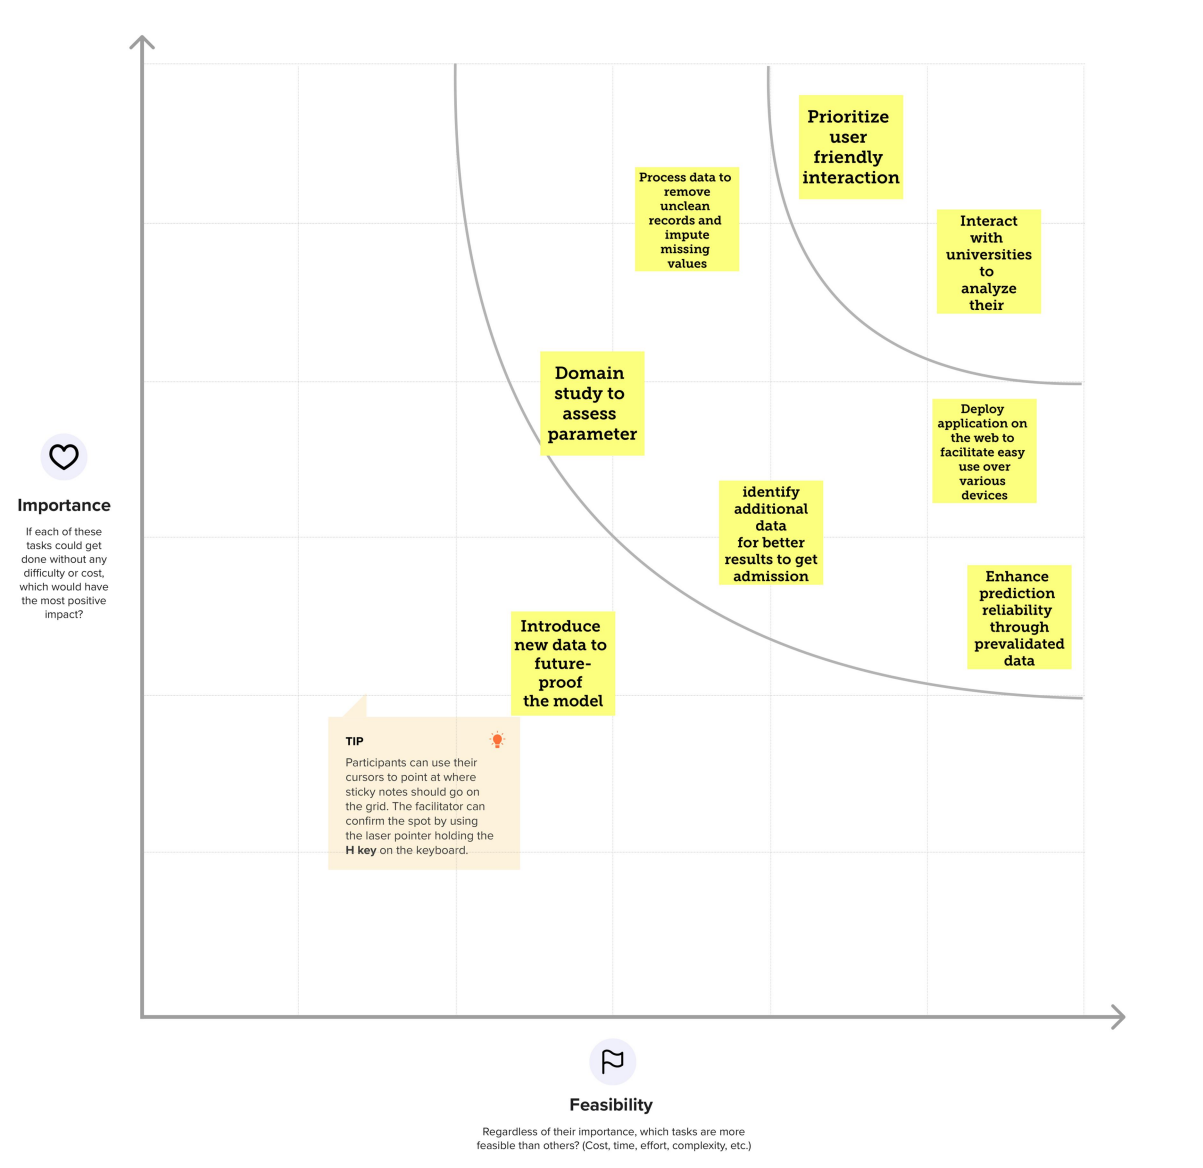 Prioritize
user
friendly
interaction
Process data to
remove
unclean
records and
impute
missing
values
Interact
with
universities
to
analyze
their
Domain
study to
assess
parameter
Deploy
application on
the web to
facilitate easy
use over
various
devices
identify
additional
data
for better
results to get
admission
Enhance
prediction
reliability
through
prevalidated
data
Introduce
new data to
future-
proof
the model
Importance
If each of these
tasks could get
done without any
difficulty or cost,
which would have
the most positive
impact?
TIP
Participants can use their
cursors to point at where
sticky notes should go on
the grid. The facilitator can
confirm the spot by using
the laser pointer holding the
H key on the keyboard.
Feasibility
Regardless of their importance, which tasks are more
feasible than others? (Cost, time, effort, complexity, etc.)